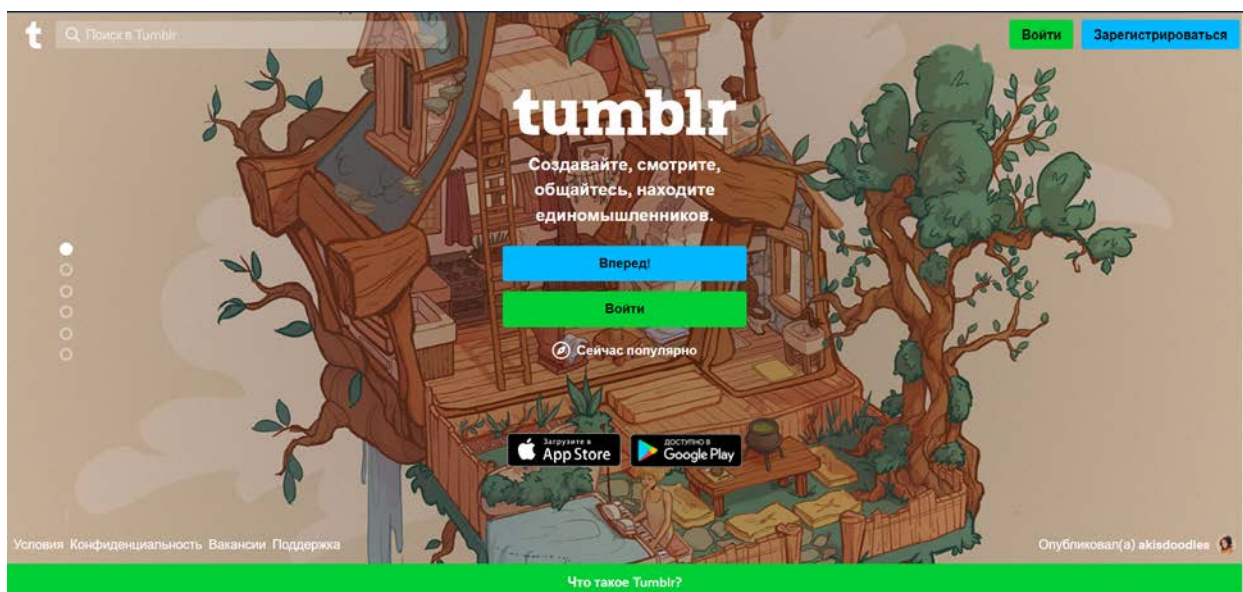 t
Поиск в Tumblr
Войти
Зарегистрироваться
tumblr
Создавайте, смотрите,
общайтесь, находите
единомышленников.
Вперед!
Войти
Сейчас популярно
Загрузите в
App Store
ДОСТУПНО В
Google Play
Условия Конфиденциальность Вакансии Поддержка
Опубликовал(а) akisdoodles
Что такое Tumblr?